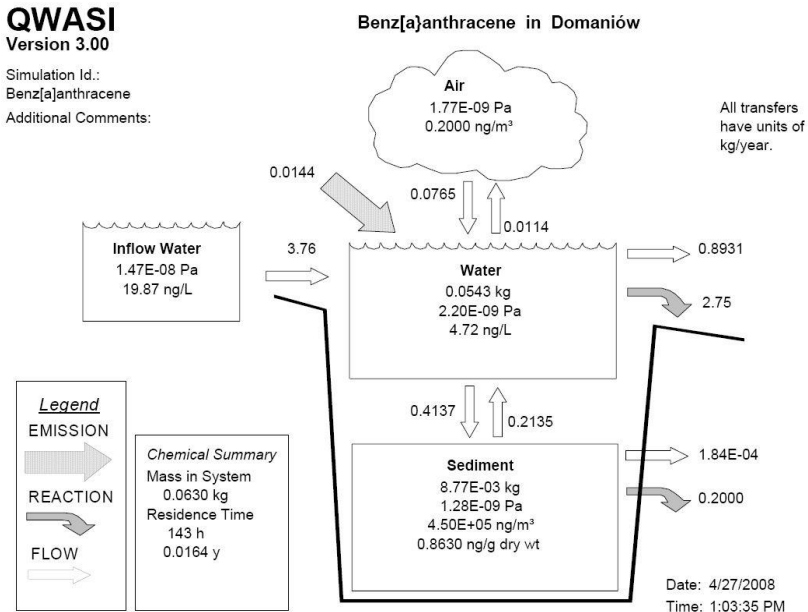 QWASI
Version 3.00
Simulation Id.:
Benz[a]anthracene
Additional Comments:
Benz[a}anthracene in Domaniów
All transfers
have units of
kg/year.
Air
1.77E-09 Pa
0.2000 ng/m³
0.0144
0.0765
0.0114
Inflow Water
1.47E-08 Pa
19.87 ng/L
3.76
Water
0.0543 kg
2.20E-09 Pa
4.72 ng/L
0.8931
2.75
0.4137
0.2135
Sediment
8.77E-03 kg
1.28E-09 Pa
4.50E+05 ng/m³
0.8630 ng/g dry wt
1.84E-04
0.2000
Legend
EMISSION
REACTION
FLOW
Chemical Summary
Mass in System
0.0630 kg
Residence Time
143 h
0.0164 y
Date: 4/27/2008
Time: 1:03:35 PM